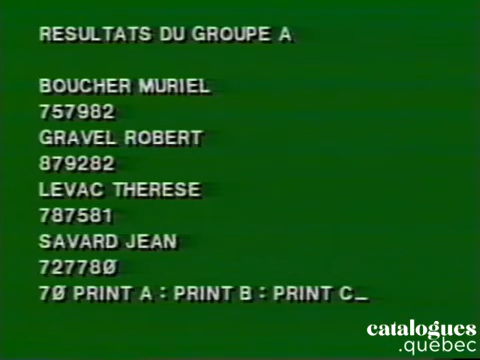 RESULTATS DU GROUPE A
BOUCHER MURIEL
757982
GRAVEL ROBERT
879282
LEVAC THERESE
787581
SAVARD JEAN
72778Ø
7Ø PRINT A : PRINT B : PRINT C_
catalogues
.québec